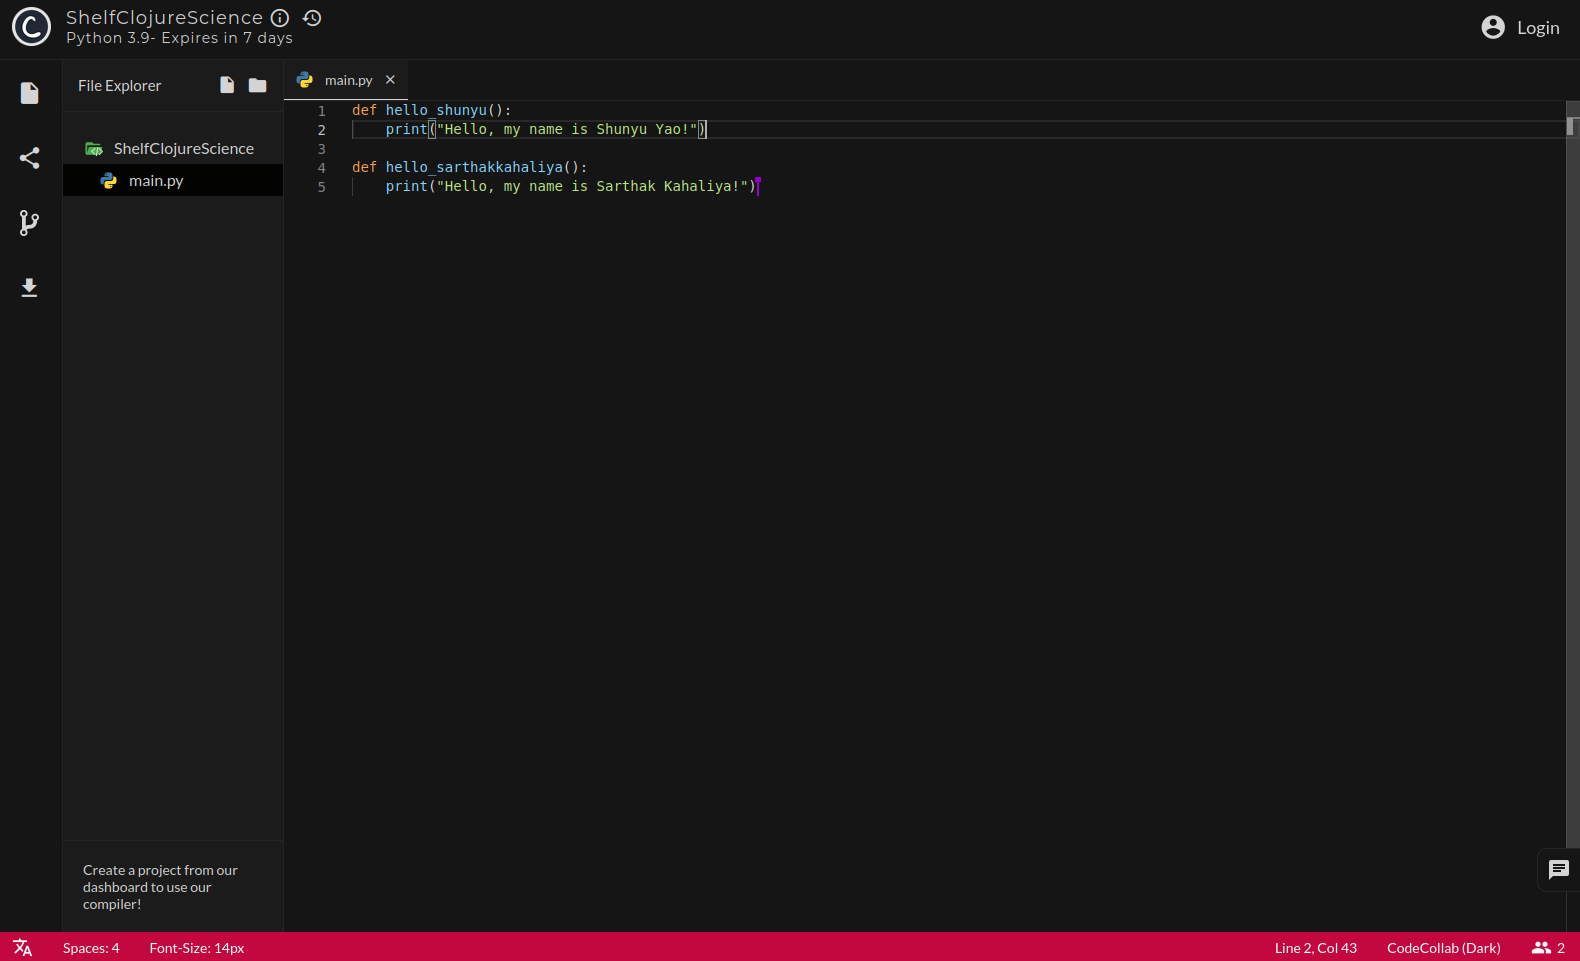 C
ShelfClojureScience
Python 3.9- Expires in 7 days
Login
File Explorer
ShelfClojureScience
main.py
Create a project from our
dashboard to use our
compiler!
main.py
1 def hello_shunyu():
2     print("Hello, my name is Shunyu Yao!")
3
4 def hello_sarthakkahaliya():
5     print("Hello, my name is Sarthak Kahaliya!")
Spaces: 4 Font-Size: 14px Line 2, Col 43 CodeCollab (Dark) 2